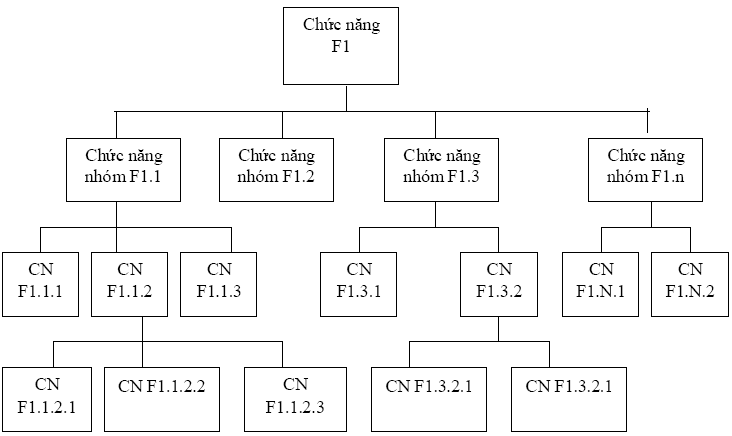 Chức năng
F1
Chức năng
nhóm F1.1
Chức năng
nhóm F1.2
Chức năng
nhóm F1.3
Chức năng
nhóm F1.n
CN
F1.1.1
CN
F1.1.2
CN
F1.1.3
CN
F1.3.1
CN
F1.3.2
CN
F1.N.1
CN
F1.N.2
CN
F1.1.2.1
CN F1.1.2.2
CN
F1.1.2.3
CN F1.3.2.1
CN F1.3.2.1